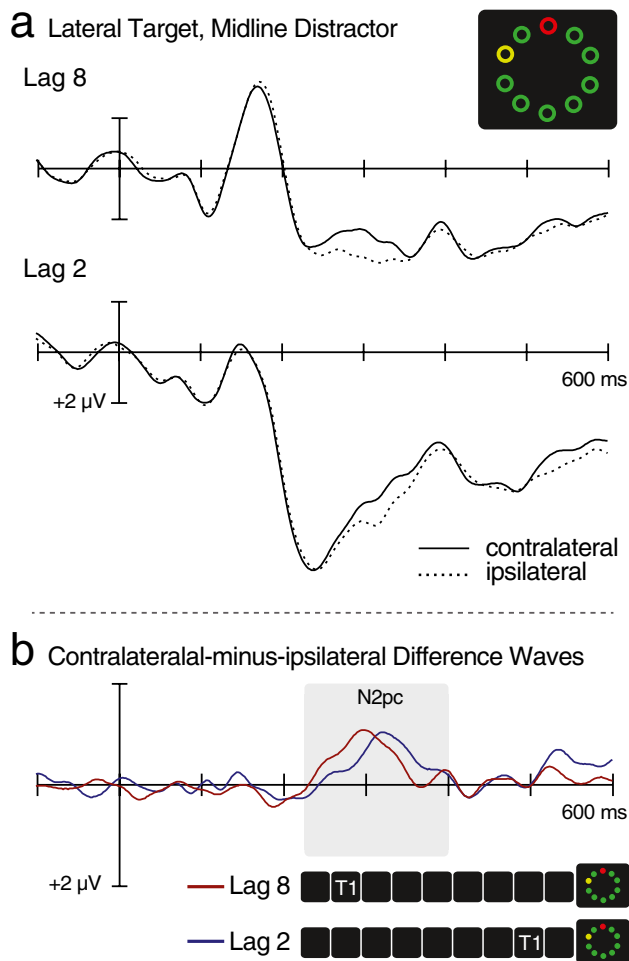 a Lateral Target, Midline Distractor
Lag 8
Lag 2
600 ms
+2 µV
contralateral
ipsilateral
b Contralateralal-minus-ipsilateral Difference Waves
N2pc
600 ms
+2 µV
Lag 8 T1
Lag 2 T1